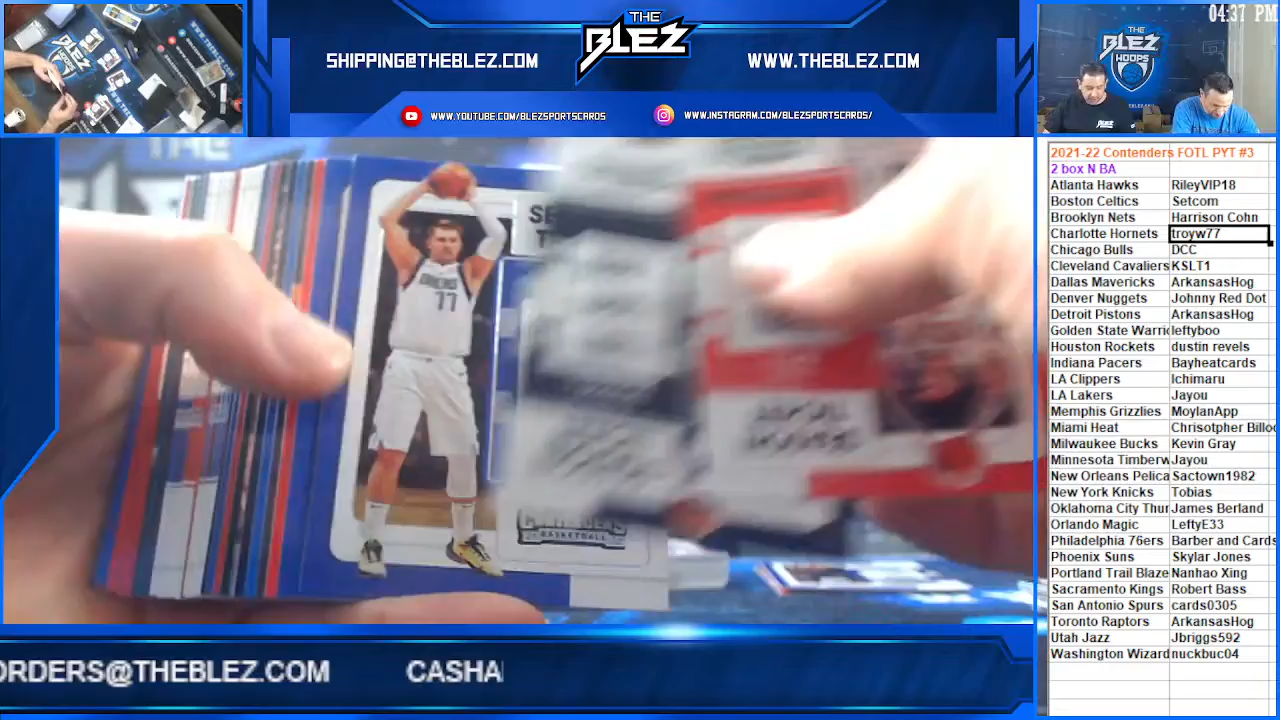 THE
BLEZ
SHIPPING@THEBLEZ.COM
WWW.THEBLEZ.COM
WWW.YOUTUBE.COM/BLEZSPORTSCARDS
WWW.INSTAGRAM.COM/BLEZSPORTSCARDS/
04:37 PM
THE
BLEZ
HOOPS
2021-22 Contenders FOTL PYT #3
2 box N BA
Atlanta Hawks RileyVIP18
Boston Celtics Setcom
Brooklyn Nets Harrison Cohn
Charlotte Hornets troyw77
Chicago Bulls DCC
Cleveland Cavaliers KSLT1
Dallas Mavericks ArkansasHog
Denver Nuggets Johnny Red Dot
Detroit Pistons ArkansasHog
Golden State Warri leftyboo
Houston Rockets dustin revels
Indiana Pacers Bayheatcards
LA Clippers Ichimaru
LA Lakers Jayou
Memphis Grizzlies MoylanApp
Miami Heat Chrisotpher Billo
Milwaukee Bucks Kevin Gray
Minnesota Timberw Jayou
New Orleans Pelica Sactown1982
New York Knicks Tobias
Oklahoma City Thu James Berland
Orlando Magic LeftyE33
Philadelphia 76ers Barber and Cards
Phoenix Suns Skylar Jones
Portland Trail Blaze Nanhao Xing
Sacramento Kings Robert Bass
San Antonio Spurs cards0305
Toronto Raptors ArkansasHog
Utah Jazz Jbriggs592
Washington Wizard nuckbuc04
77
BASKETBALL
ORDERS@THEBLEZ.COM CASHA